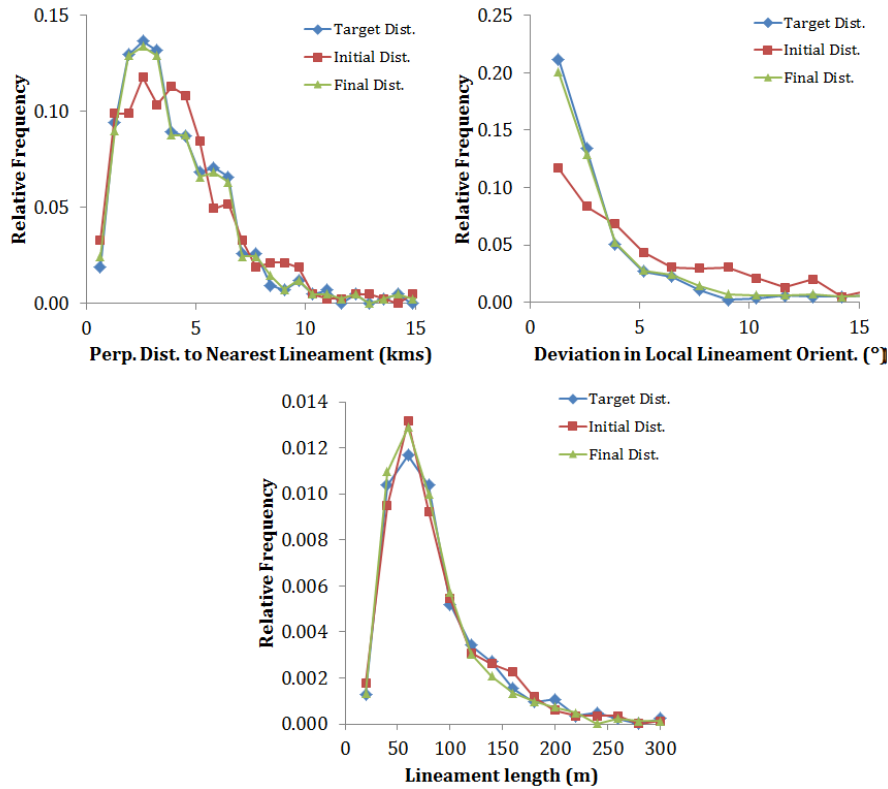 0.15
0.10
0.05
0.00
Relative Frequency
Target Dist.
Initial Dist.
Final Dist.
0 5 10 15
Perp. Dist. to Nearest Lineament (kms)
0.25
0.20
0.15
0.10
0.05
0.00
Relative Frequency
Target Dist.
Initial Dist.
Final Dist.
0 5 10 15
Deviation in Local Lineament Orient. (°)
0.014
0.012
0.010
0.008
0.006
0.004
0.002
0.000
Relative Frequency
Target Dist.
Initial Dist.
Final Dist.
0 50 100 150 200 250 300
Lineament length (m)